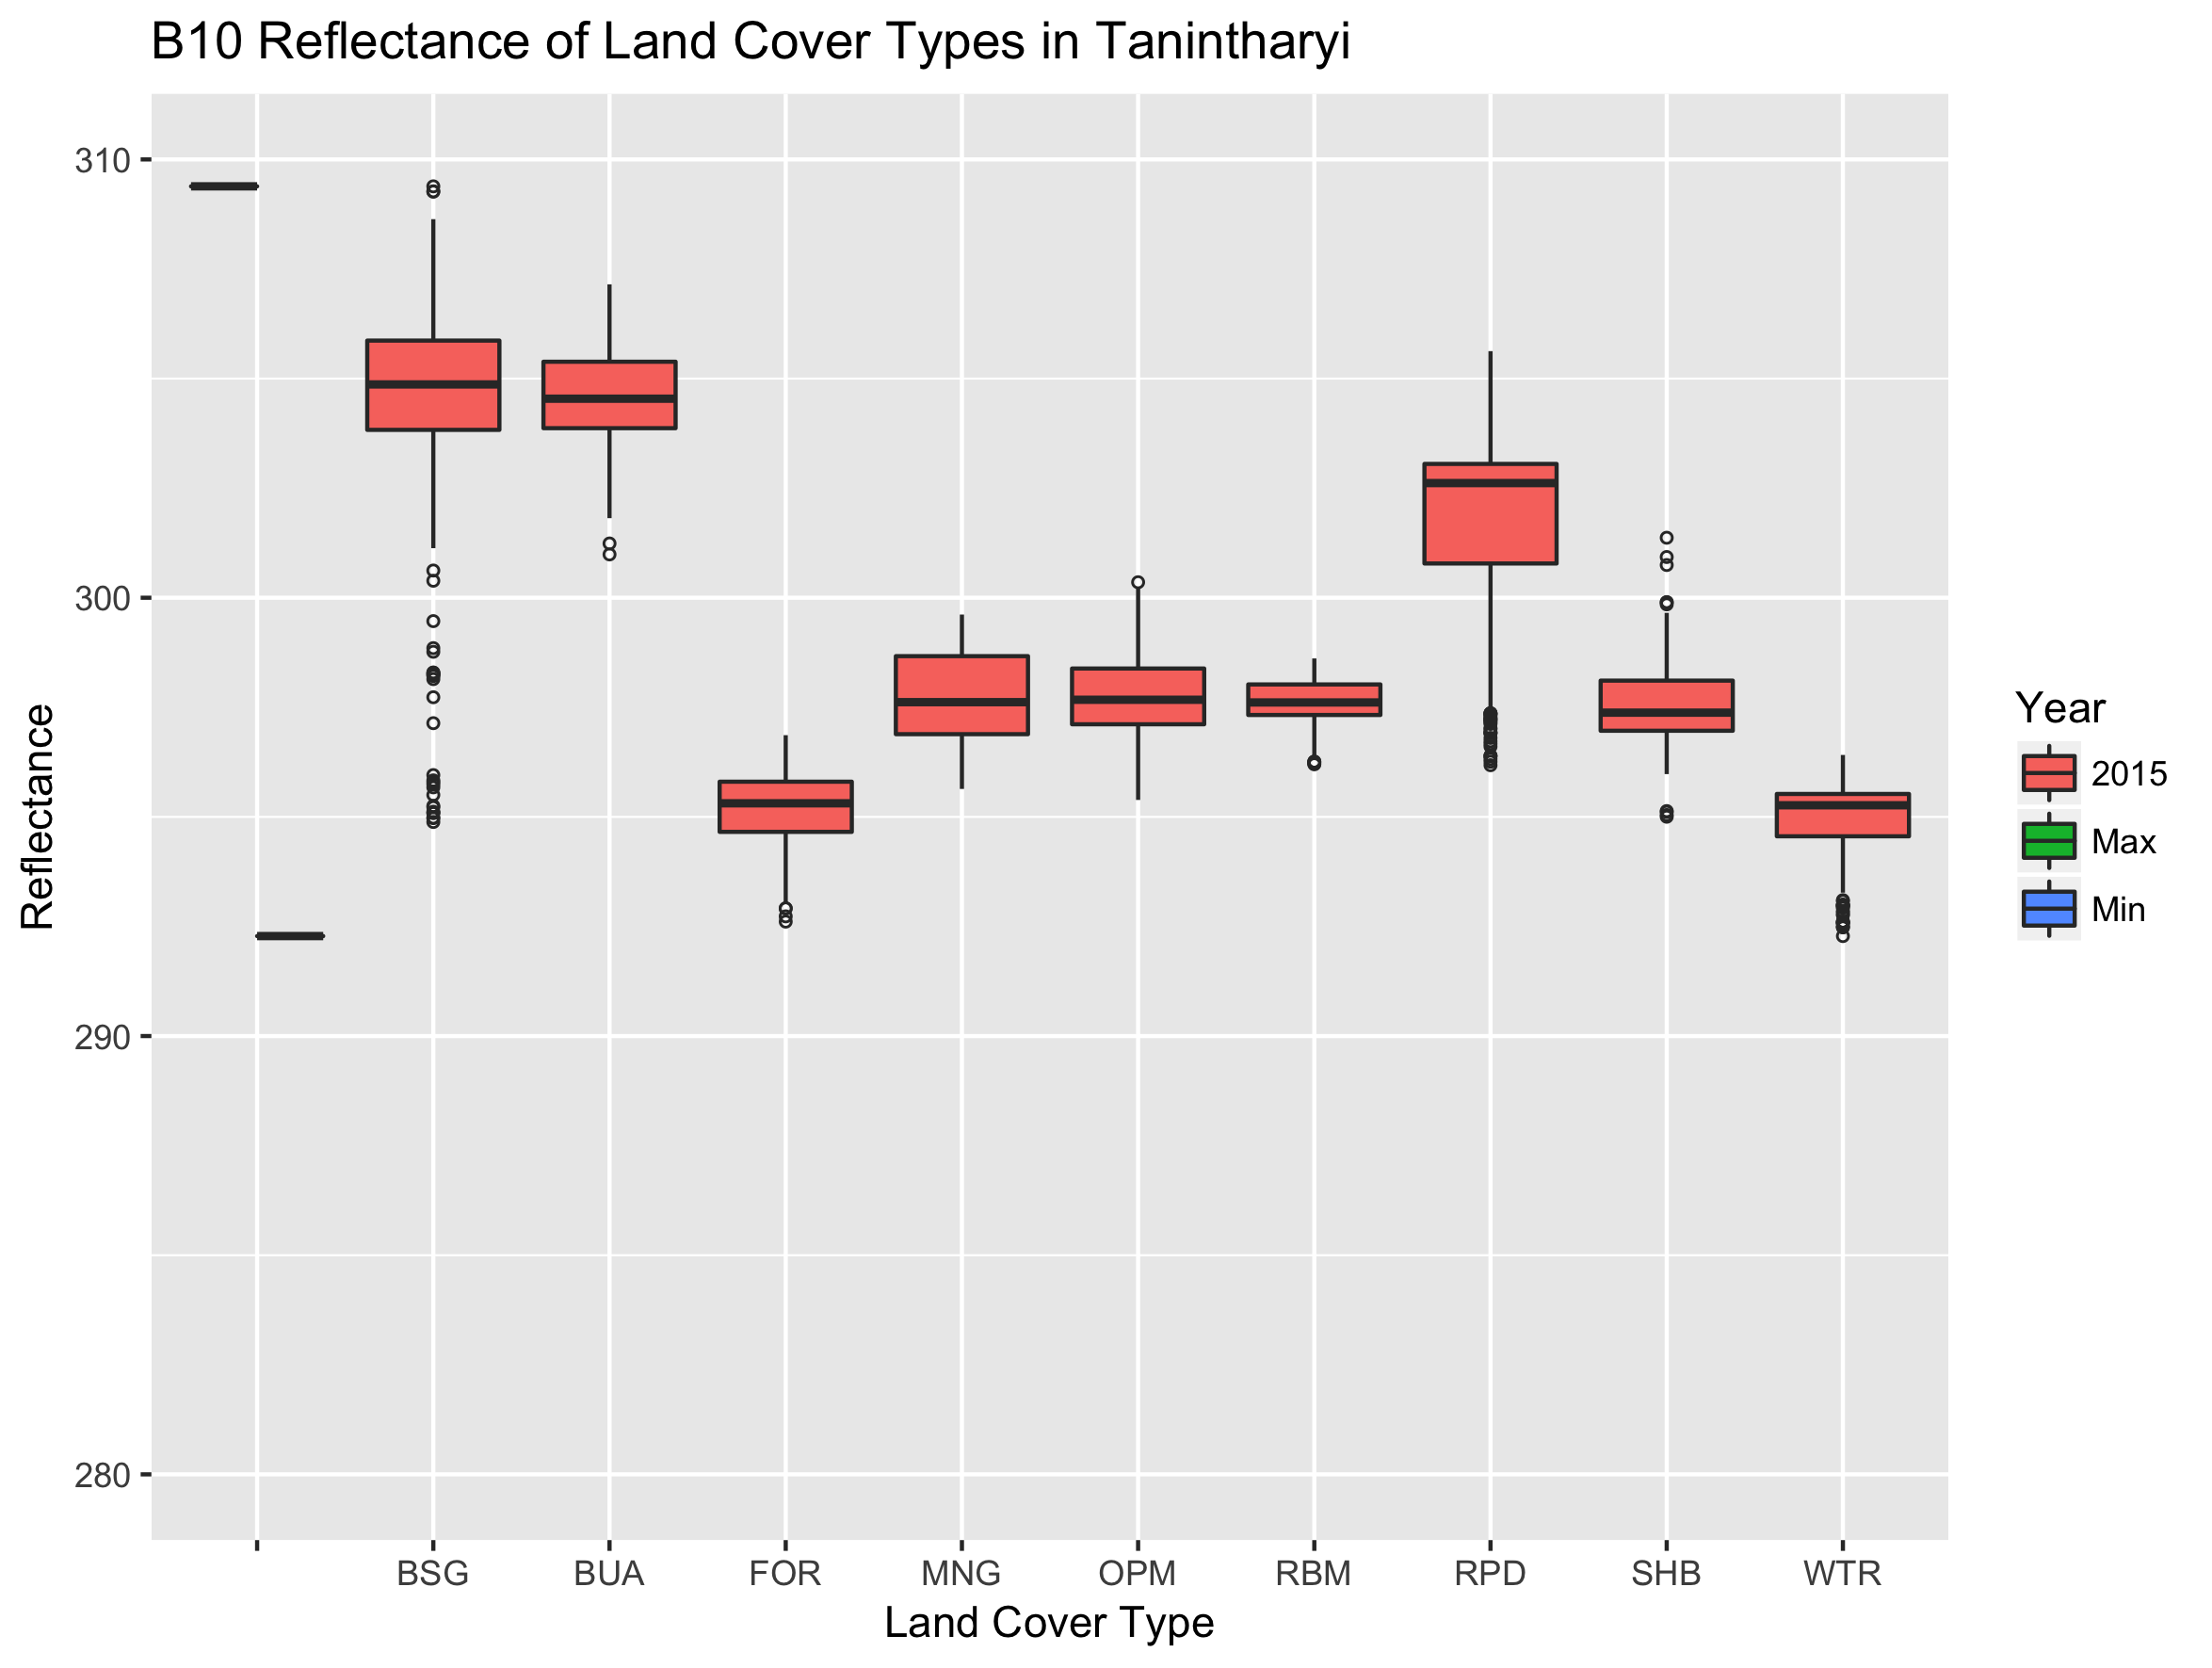 B10 Reflectance of Land Cover Types in Tanintharyi
310
300
290
280
Reflectance
BSG BUA FOR MNG OPM RBM RPD SHB WTR
Land Cover Type
Year
2015
Max
Min